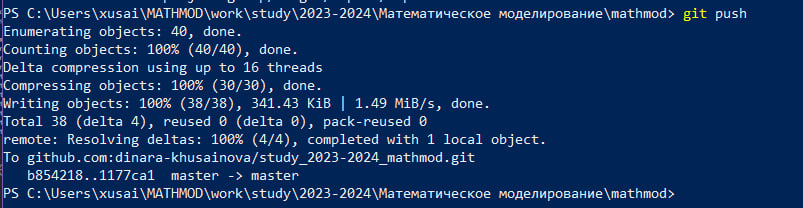 PS C:\Users\xusai\MATHMOD\work\study\2023-2024\Математическое моделирование\mathmod> git push
Enumerating objects: 40, done.
Counting objects: 100% (40/40), done.
Delta compression using up to 16 threads
Compressing objects: 100% (30/30), done.
Writing objects: 100% (38/38), 341.43 KiB | 1.49 MiB/s, done.
Total 38 (delta 4), reused 0 (delta 0), pack-reused 0
remote: Resolving deltas: 100% (4/4), completed with 1 local object.
To github.com:dinara-khusainova/study_2023-2024_mathmod.git
   b854218..1177ca1  master -> master
PS C:\Users\xusai\MATHMOD\work\study\2023-2024\Математическое моделирование\mathmod>